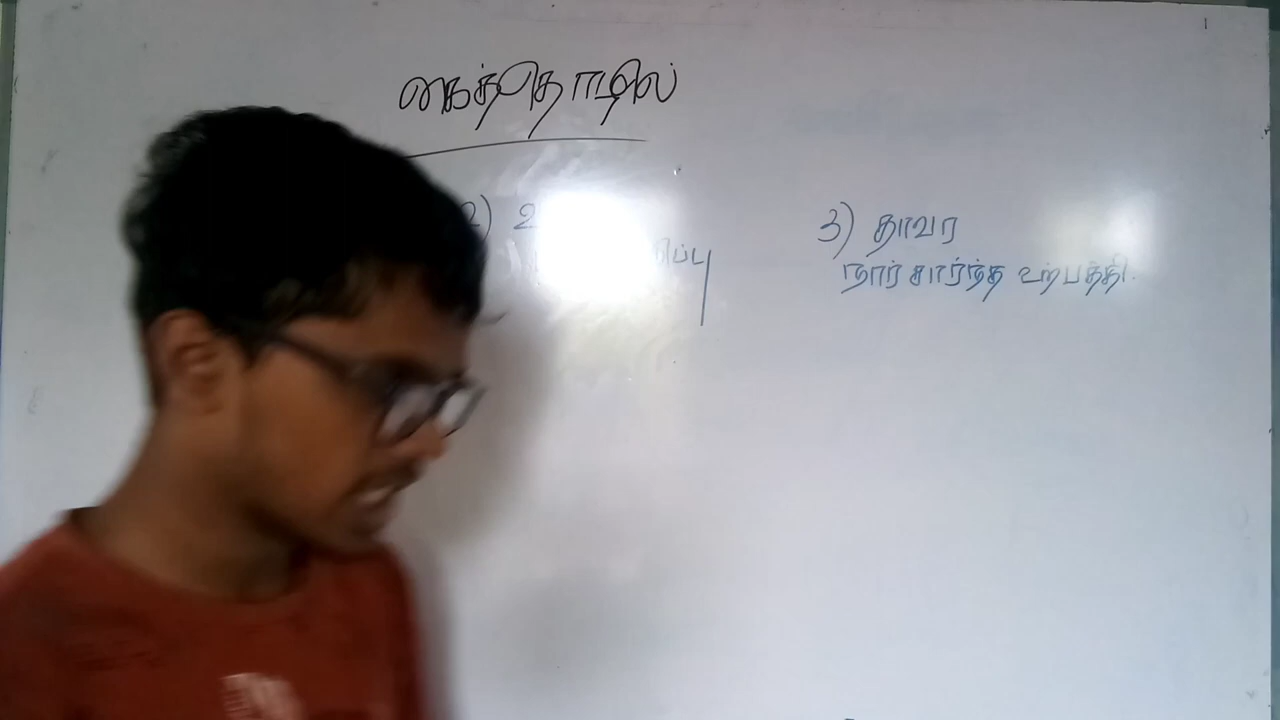 கைத்தொழில்
2) உ
ிப்பு
3) தாவர
நார் சார்ந்த உற்பத்தி.